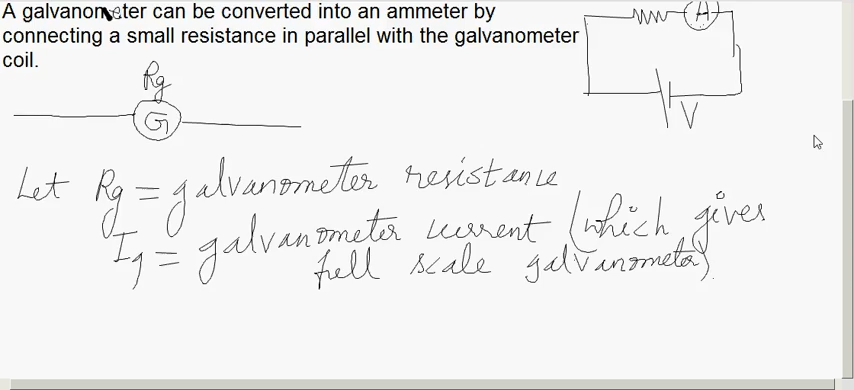 A galvanometer can be converted into an ammeter by
connecting a small resistance in parallel with the galvanometer
coil.
A
V
Rg
G
Let Rg = galvanometer resistance
Ig = galvanometer current (which gives
full scale galvanometer)